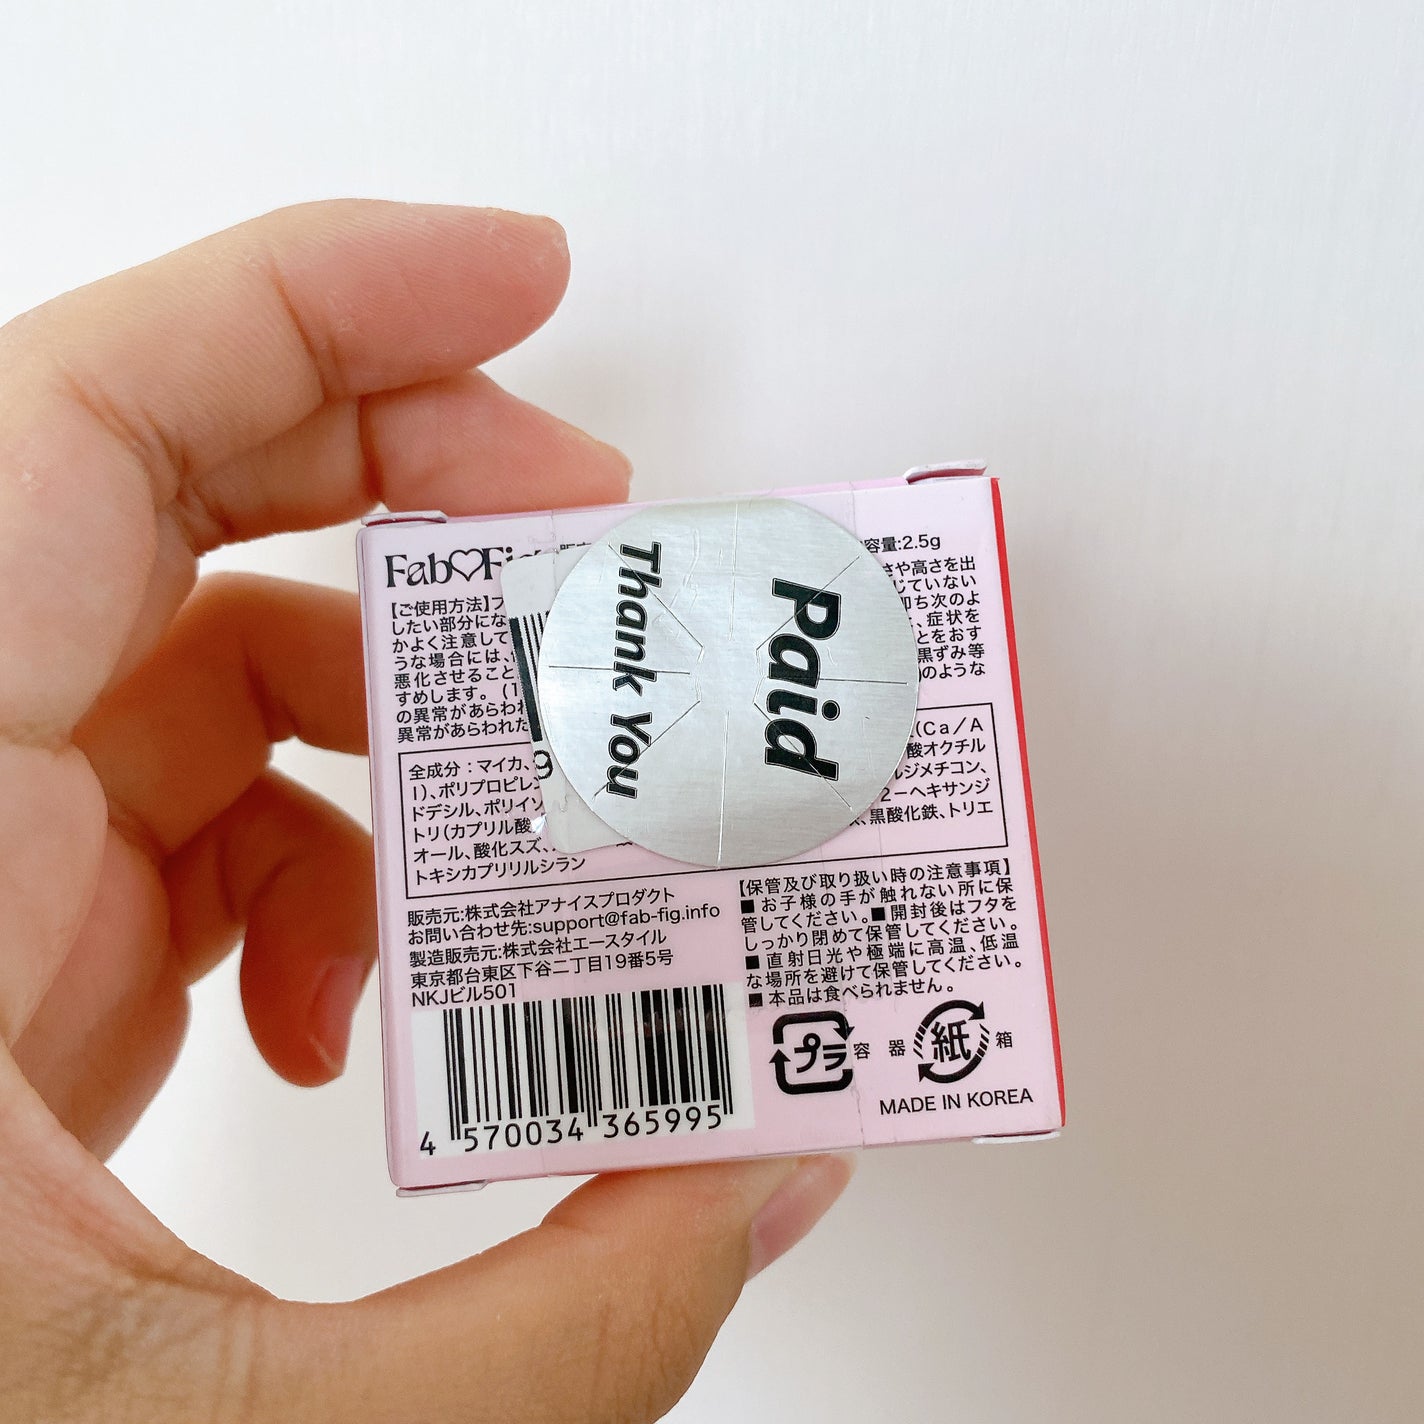 Fab♡Fi
容量:2.5g
【ご使用方法】
したい部分にな
かよく注意して
うな場合には、
悪化させること
すめします。(1
の異常があらわ
異常があらわれた
さや高さを出
じていない
即ち次のよ
、症状を
とをおす
黒ずみ等
)のような
Thank You
Paid
9
全成分:マイカ、
l)、ポリプロピレ
ドデシル、ポリイソ
トリ(カプリル酸
オール、酸化スズ、
トキシカプリリルシラン
(Ca/A
酸オクチル
ルジメチコン、
2-ヘキサンジ
、黒酸化鉄、トリエ
販売元:株式会社アナイスプロダクト
お問い合わせ先:support@fab-fig.info
製造販売元:株式会社エースタイル
東京都台東区下谷二丁目19番5号
NKJビル501
4 570034 365995
【保管及び取り扱い時の注意事項】
■お子様の手が触れない所に保
管してください。■開封後はフタを
しっかり閉めて保管してください。
■直射日光や極端に高温、低温
な場所を避けて保管してください。
■本品は食べられません。
プラ 容器 紙 箱
MADE IN KOREA